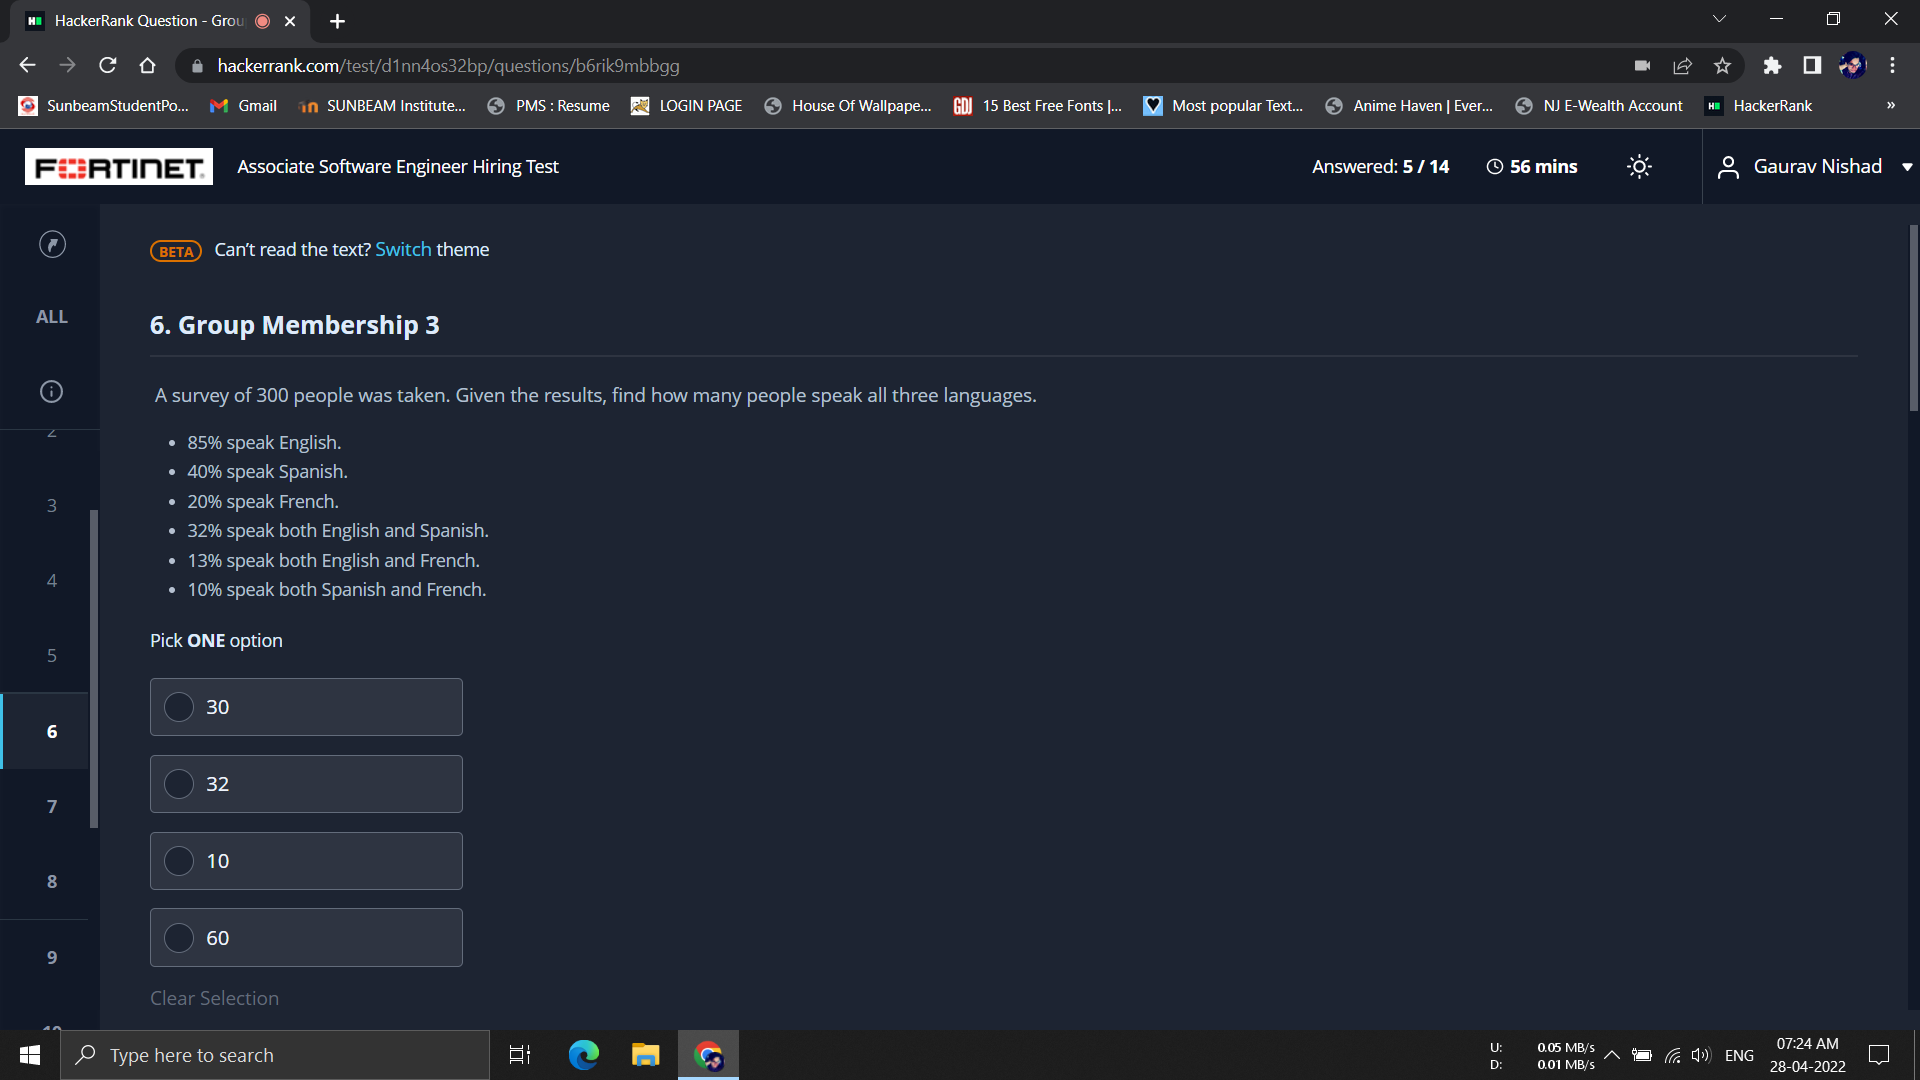 HackerRank Question - Grou
hackerrank.com/test/d1nn4os32bp/questions/b6rik9mbbgg
SunbeamStudentPo... Gmail SUNBEAM Institute... PMS : Resume LOGIN PAGE House Of Wallpape... GDJ 15 Best Free Fonts |... Most popular Text... Anime Haven | Ever... NJ E-Wealth Account HackerRank »
FORTINET Associate Software Engineer Hiring Test Answered: 5 / 14 56 mins Gaurav Nishad
BETA Can't read the text? Switch theme
ALL
6. Group Membership 3
A survey of 300 people was taken. Given the results, find how many people speak all three languages.
• 85% speak English.
• 40% speak Spanish.
• 20% speak French.
• 32% speak both English and Spanish.
• 13% speak both English and French.
• 10% speak both Spanish and French.
Pick ONE option
30
32
10
60
Clear Selection
2
3
4
5
6
7
8
9
10
Type here to search
U: 0.05 MB/s
D: 0.01 MB/s
ENG
07:24 AM
28-04-2022